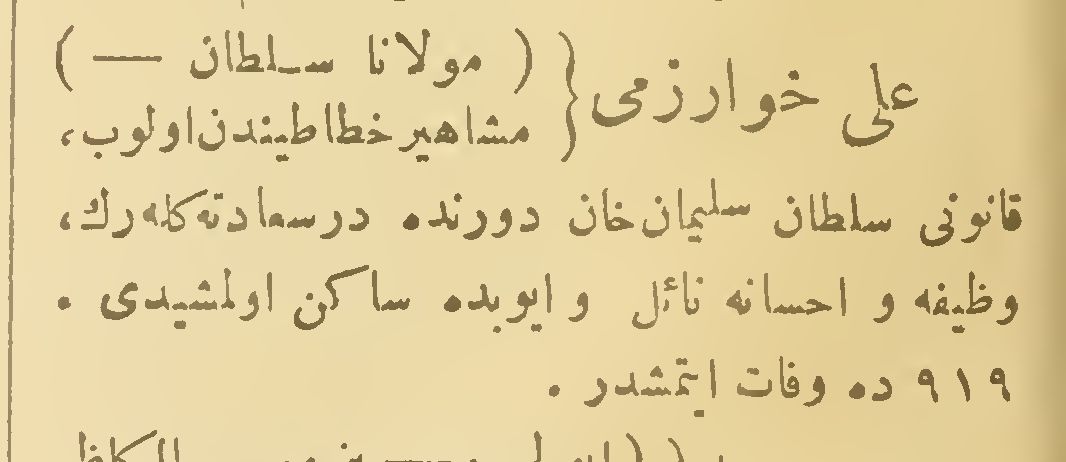 علی خوارزمی { ( مولانا سلطان — )
مشاهیر خطاطیندن اولوب،
قانونی سلطان سلیمان خان دورنده درسعادته کله رك،
وظیفه و احسانه نائل و ایوبده ساکن اولمشیدی .
۹۱۹ ده وفات ایتمشدر .